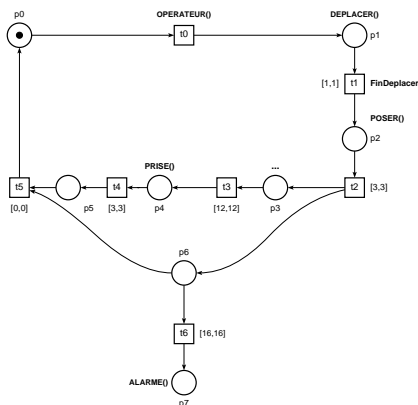 OPERATEUR()
DEPLACER()
p0
t0
p1
[1,1]
t1
FinDeplacer
POSER()
p2
PRISE()
...
t5
t4
t3
t2
[0,0]
p5
[3,3]
p4
[12,12]
p3
[3,3]
p6
t6
[16,16]
ALARME()
p7